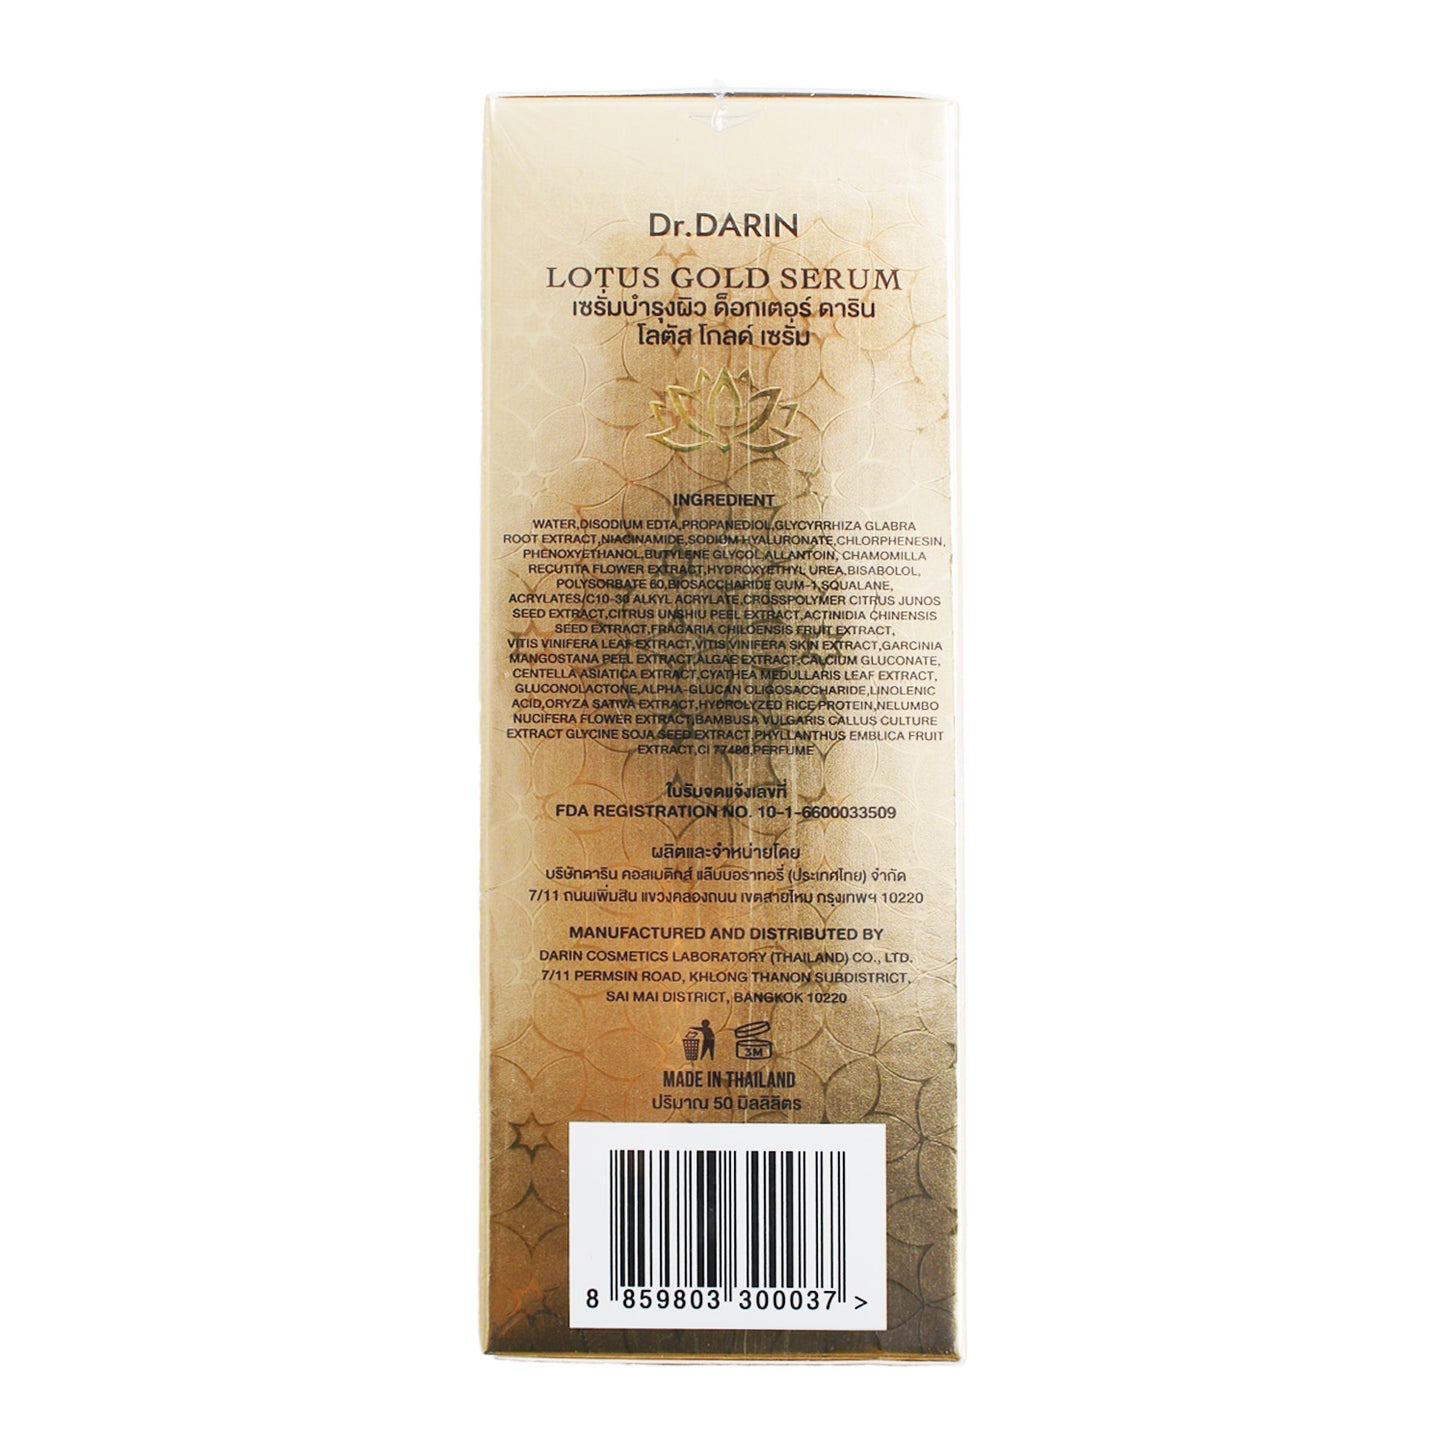 Dr.DARIN
LOTUS GOLD SERUM
เซรั่มบำรุงผิว ด็อกเตอร์ ดาริน
โลตัส โกลด์ เซรั่ม
INGREDIENT
WATER,DISODIUM EDTA,PROPANEDIOL,GLYCYRRHIZA GLABRA
ROOT EXTRACT,NIACINAMIDE,SODIUM HYALURONATE,CHLORPHENESIN,
PHENOXYETHANOL,BUTYLENE GLYCOL,ALLANTOIN, CHAMOMILLA
RECUTITA FLOWER EXTRACT,HYDROXYETHYL UREA,BISABOLOL,
POLYSORBATE 60,BIOSACCHARIDE GUM-1,SQUALANE,
ACRYLATES/C10-30 ALKYL ACRYLATE,CROSSPOLYMER CITRUS JUNOS
SEED EXTRACT,CITRUS UNSHIU PEEL EXTRACT,ACTINIDIA CHINENSIS
SEED EXTRACT,FRAGARIA CHILOENSIS FRUIT EXTRACT,
VITIS VINIFERA LEAF EXTRACT,VITIS VINIFERA SKIN EXTRACT,GARCINIA
MANGOSTANA PEEL EXTRACT,ALGAE EXTRACT,CALCIUM GLUCONATE,
CENTELLA ASIATICA EXTRACT,CYATHEA MEDULLARIS LEAF EXTRACT,
GLUCONOLACTONE,ALPHA-GLUCAN OLIGOSACCHARIDE,LINOLENIC
ACID,ORYZA SATIVA EXTRACT,HYDROLYZED RICE PROTEIN,NELUMBO
NUCIFERA FLOWER EXTRACT,BAMBUSA VULGARIS CALLUS CULTURE
EXTRACT GLYCINE SOJA SEED EXTRACT,PHYLLANTHUS EMBLICA FRUIT
EXTRACT,CI 77480,PERFUME
ใบรับจดแจ้งเลขที่
FDA REGISTRATION NO. 10-1-6600033509
ผลิตและจำหน่ายโดย
บริษัทดาริน คอสเมติกส์ แล็บบอราทอรี่ (ประเทศไทย) จำกัด
7/11 ถนนเพิ่มสิน แขวงคลองถนน เขตสายไหม กรุงเทพฯ 10220
MANUFACTURED AND DISTRIBUTED BY
DARIN COSMETICS LABORATORY (THAILAND) CO., LTD.
7/11 PERMSIN ROAD, KHLONG THANON SUBDISTRICT,
SAI MAI DISTRICT, BANGKOK 10220
3M
MADE IN THAILAND
ปริมาณ 50 มิลลิลิตร
8 859803 300037 >